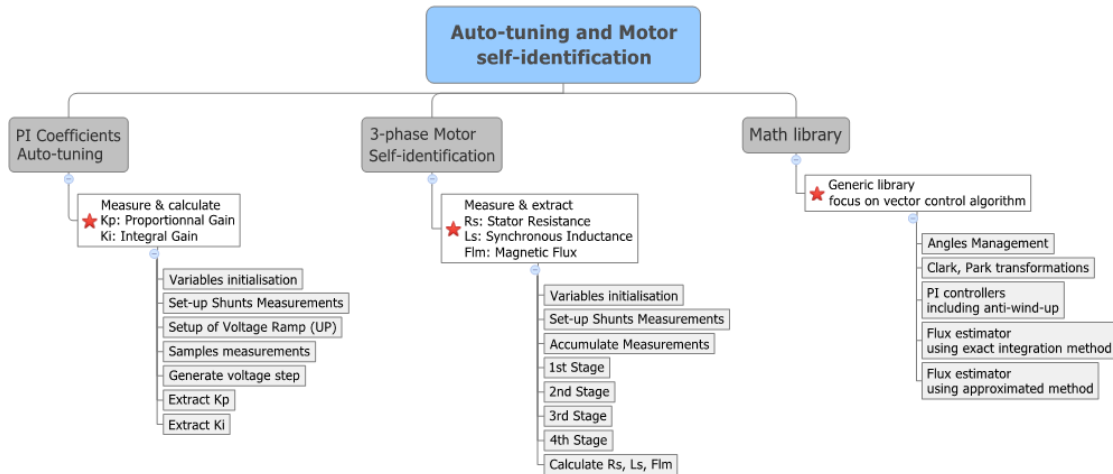 Auto-tuning and Motor
self-identification
PI Coefficients
Auto-tuning
Measure & calculate
Kp: Proportionnal Gain
Ki: Integral Gain
Variables initialisation
Set-up Shunts Measurements
Setup of Voltage Ramp (UP)
Samples measurements
Generate voltage step
Extract Kp
Extract Ki
3-phase Motor
Self-identification
Measure & extract
Rs: Stator Resistance
Ls: Synchronous Inductance
Flm: Magnetic Flux
Variables initialisation
Set-up Shunts Measurements
Accumulate Measurements
1st Stage
2nd Stage
3rd Stage
4th Stage
Calculate Rs, Ls, Flm
Math library
Generic library
focus on vector control algorithm
Angles Management
Clark, Park transformations
PI controllers
including anti-wind-up
Flux estimator
using exact integration method
Flux estimator
using approximated method